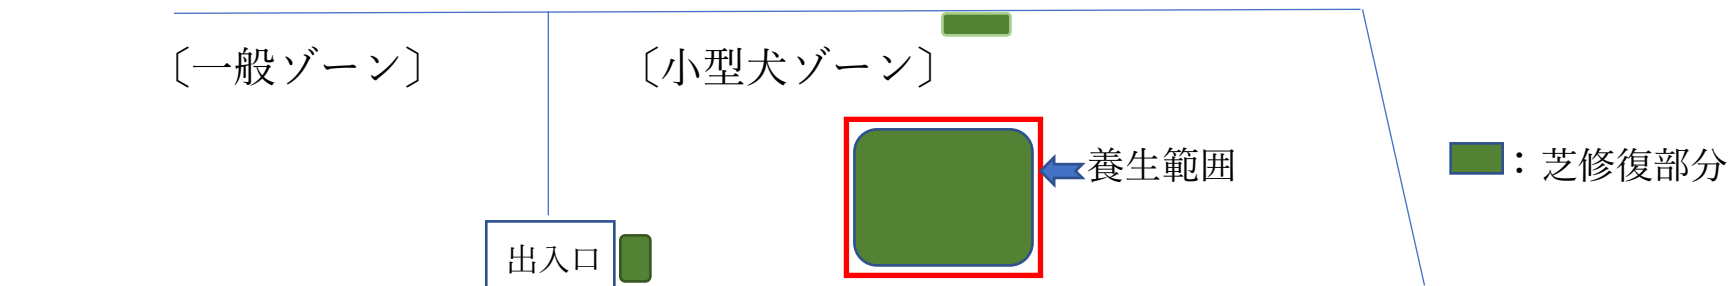 〔一般ゾーン〕
〔小型犬ゾーン〕
養生範囲
：芝修復部分
出入口